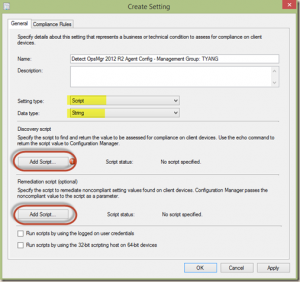 Create Setting
General
Compliance Rules
Specify details about this setting that represents a business or technical condition to assess for compliance on client
devices.
Name:
Detect OpsMgr 2012 R2 Agent Config - Management Group: TYANG
Description:
Setting type:
Script
Data type:
String
Discovery script
Specify the script to find and return the value to be assessed for compliance on client devices. Use the echo command to
return the script value to Configuration Manager.
Add Script...
Script status:
No script specified.
Remediation script (optional)
Specify the script to remediate noncompliant setting values found on client devices. Configuration Manager passes the
noncompliant value to the script as a parameter.
Add Script...
Script status:
No script specified.
Run scripts by using the logged on user credentials
Run scripts by using the 32-bit scripting host on 64-bit devices
OK
Cancel
Apply